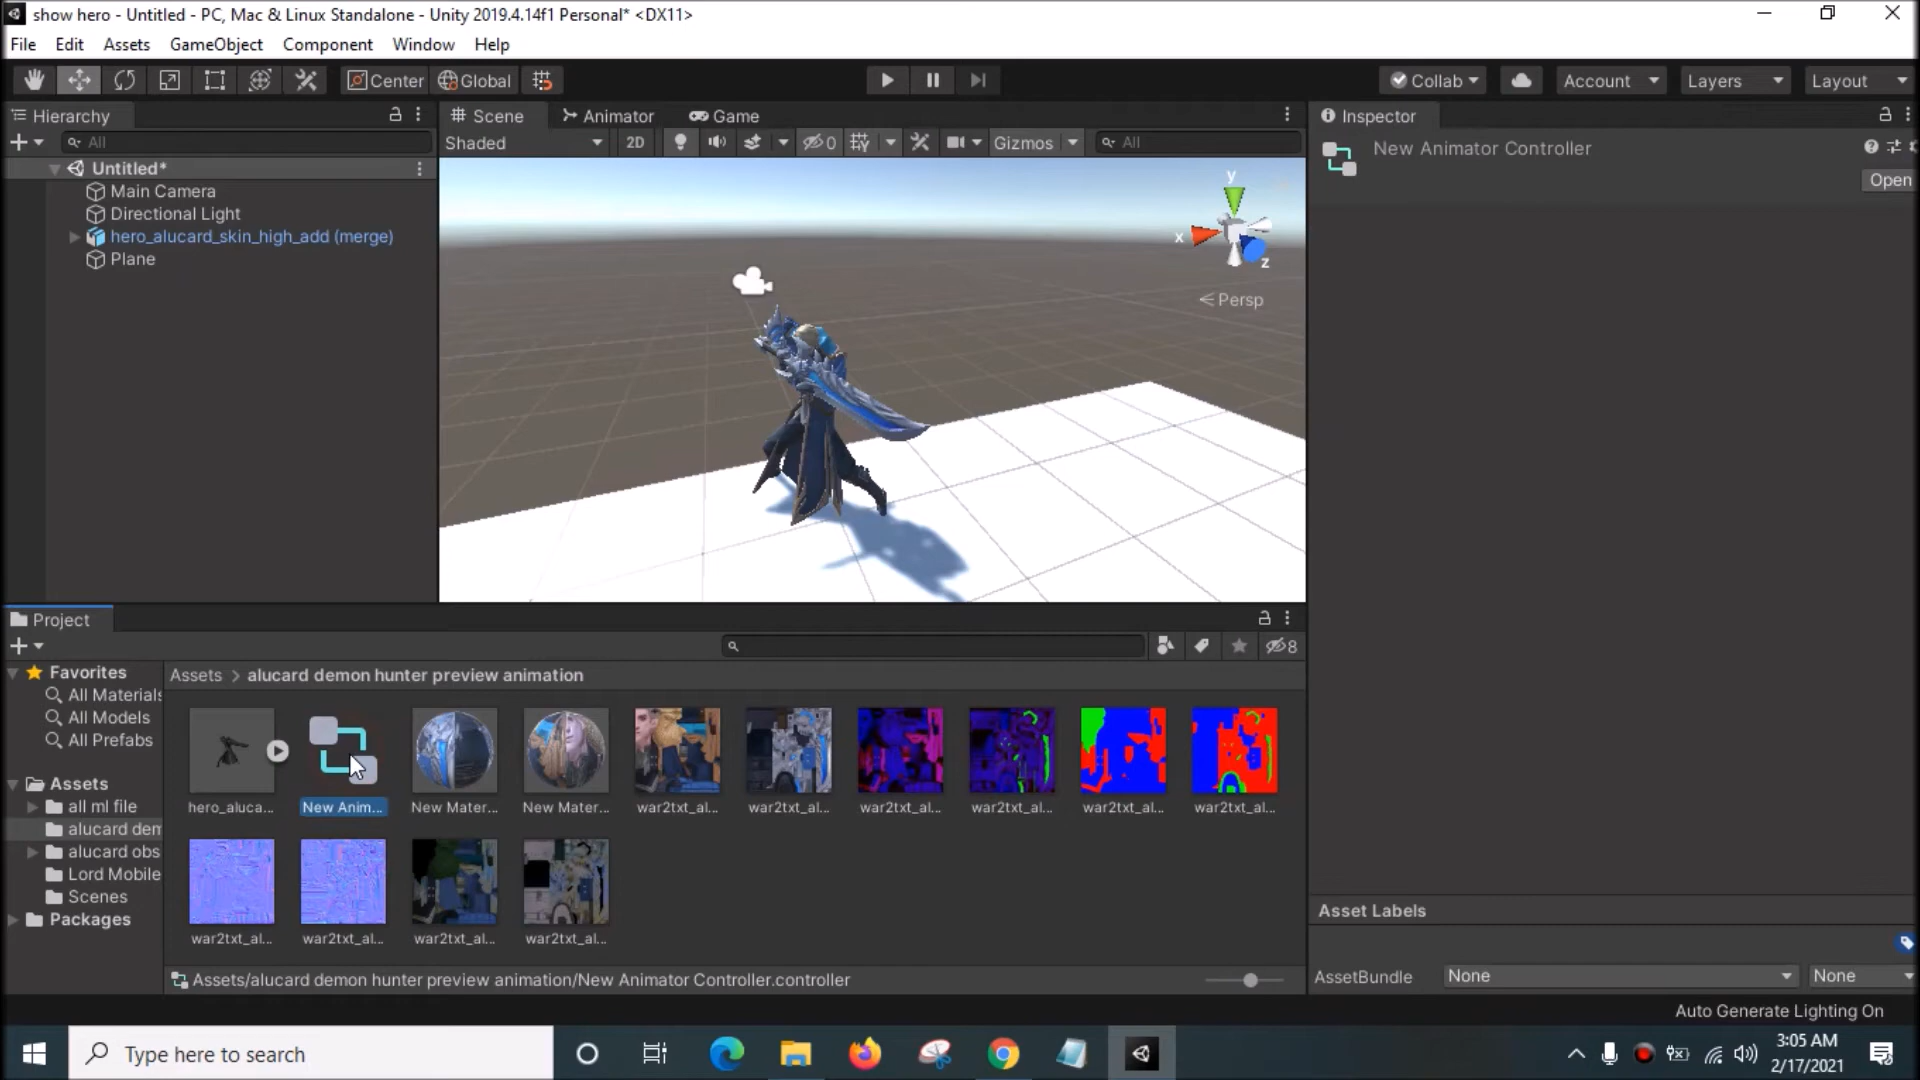 show hero - Untitled - PC, Mac & Linux Standalone - Unity 2019.4.14f1 Personal* <DX11>
File Edit Assets GameObject Component Window Help
Center Global Collab Account Layers Layout
Hierarchy
All
Untitled*
Main Camera
Directional Light
hero_alucard_skin_high_add (merge)
Plane
Scene Animator Game
Shaded 2D 0 Gizmos All
y
x
z
Persp
Inspector
New Animator Controller
Open
Project
8
Favorites
All Materials
All Models
All Prefabs
Assets
all ml file
alucard dem
alucard obs
Lord Mobile
Scenes
Packages
Assets > alucard demon hunter preview animation
hero_aluca... New Anim... New Mater... New Mater... war2txt_al... war2txt_al... war2txt_al... war2txt_al... war2txt_al... war2txt_al...
war2txt_al... war2txt_al... war2txt_al... war2txt_al...
Assets/alucard demon hunter preview animation/New Animator Controller.controller
Asset Labels
AssetBundle None None
Auto Generate Lighting On
Type here to search
3:05 AM
2/17/2021